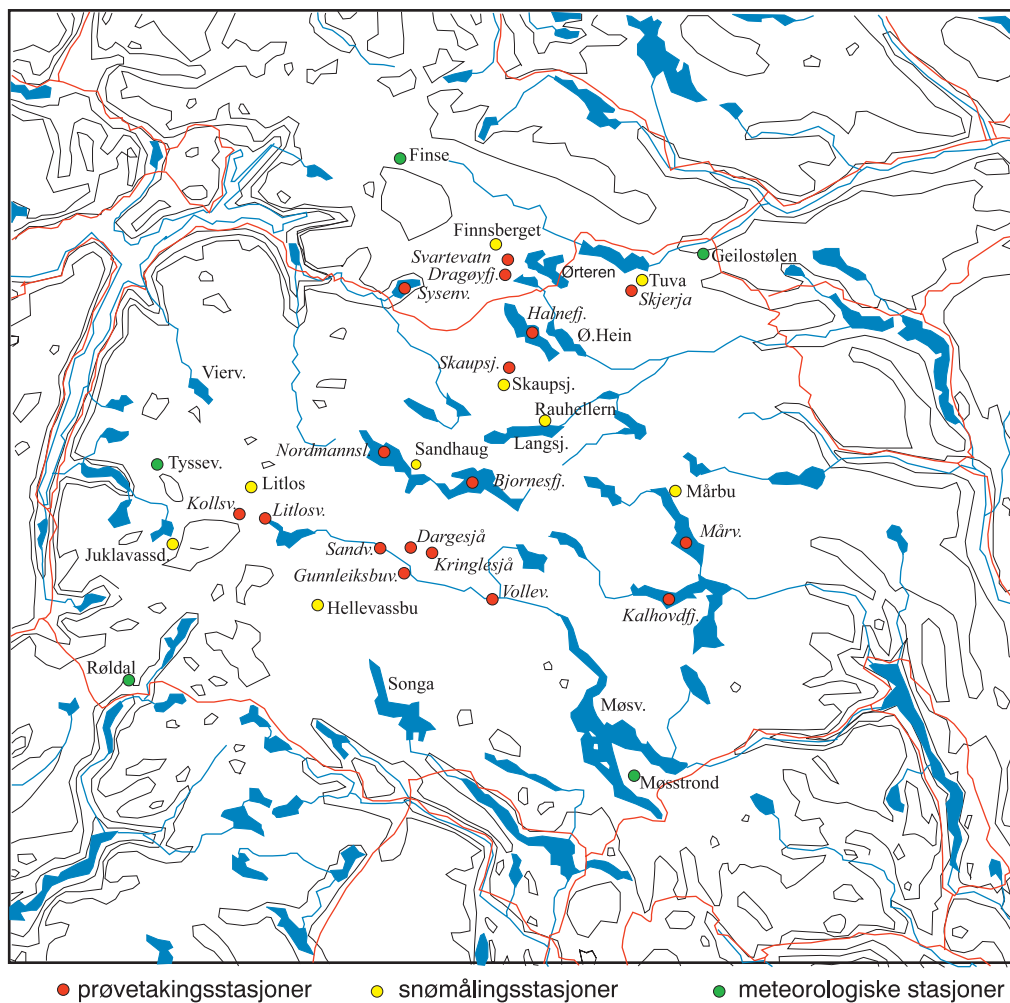 Finse
Finnsberget
Svartevatn
Dragøyfj.
Sysenv.
Ørteren
Geilostølen
Tuva
Skjerja
Halnefj.
Ø.Hein
Skaupsj.
Skaupsj.
Vierv.
Rauhellern
Langsj.
Nordmannsl.
Sandhaug
Bjornesfj.
Tyssev.
Litlos
Mårbu
Kollsv.
Litlosv.
Juklavassd.
Sandv.
Dargesjå
Kringlesjå
Mårv.
Gunnleiksbuv.
Vollev.
Hellevassbu
Kalhovdfj.
Røldal
Songa
Møsv.
Møsstrond
prøvetakingsstasjoner
snømålingsstasjoner
meteorologiske stasjoner